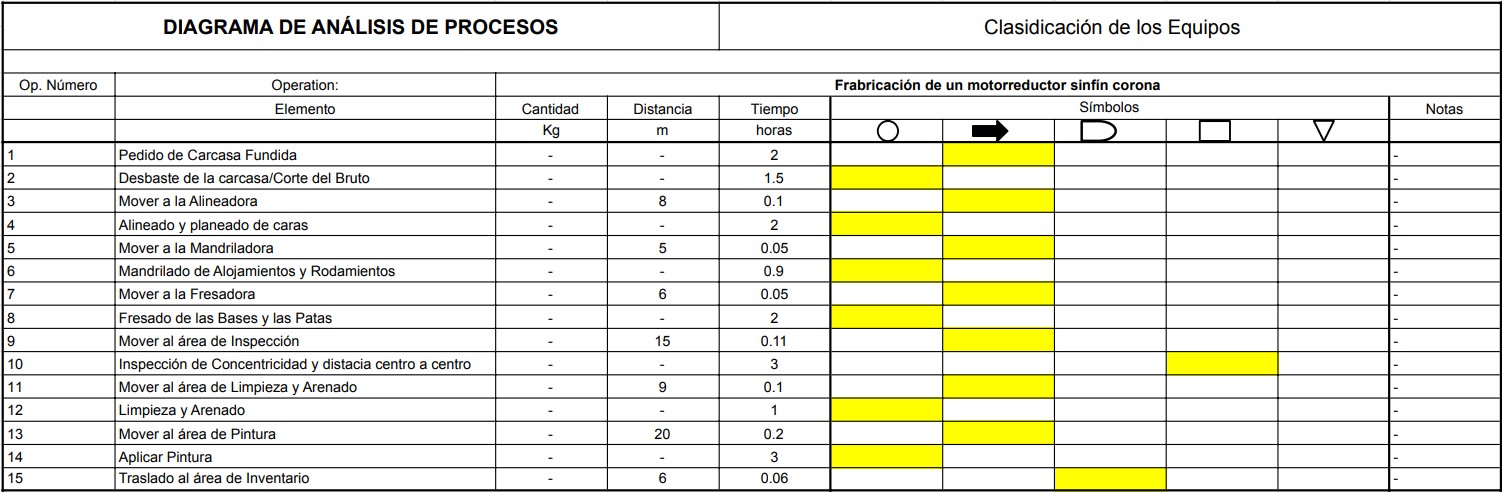 DIAGRAMA DE ANÁLISIS DE PROCESOS Clasidicación de los Equipos
Op. Número Operation: Frabricación de un motorreductor sinfín corona
Elemento Cantidad Distancia Tiempo Símbolos Notas
Kg m horas
1 Pedido de Carcasa Fundida - - 2 -
2 Desbaste de la carcasa/Corte del Bruto - - 1.5 -
3 Mover a la Alineadora - 8 0.1 -
4 Alineado y planeado de caras - - 2 -
5 Mover a la Mandriladora - 5 0.05 -
6 Mandrilado de Alojamientos y Rodamientos - - 0.9 -
7 Mover a la Fresadora - 6 0.05 -
8 Fresado de las Bases y las Patas - - 2 -
9 Mover al área de Inspección - 15 0.11 -
10 Inspección de Concentricidad y distacia centro a centro - - 3 -
11 Mover al área de Limpieza y Arenado - 9 0.1 -
12 Limpieza y Arenado - - 1 -
13 Mover al área de Pintura - 20 0.2 -
14 Aplicar Pintura - - 3 -
15 Traslado al área de Inventario - 6 0.06 -